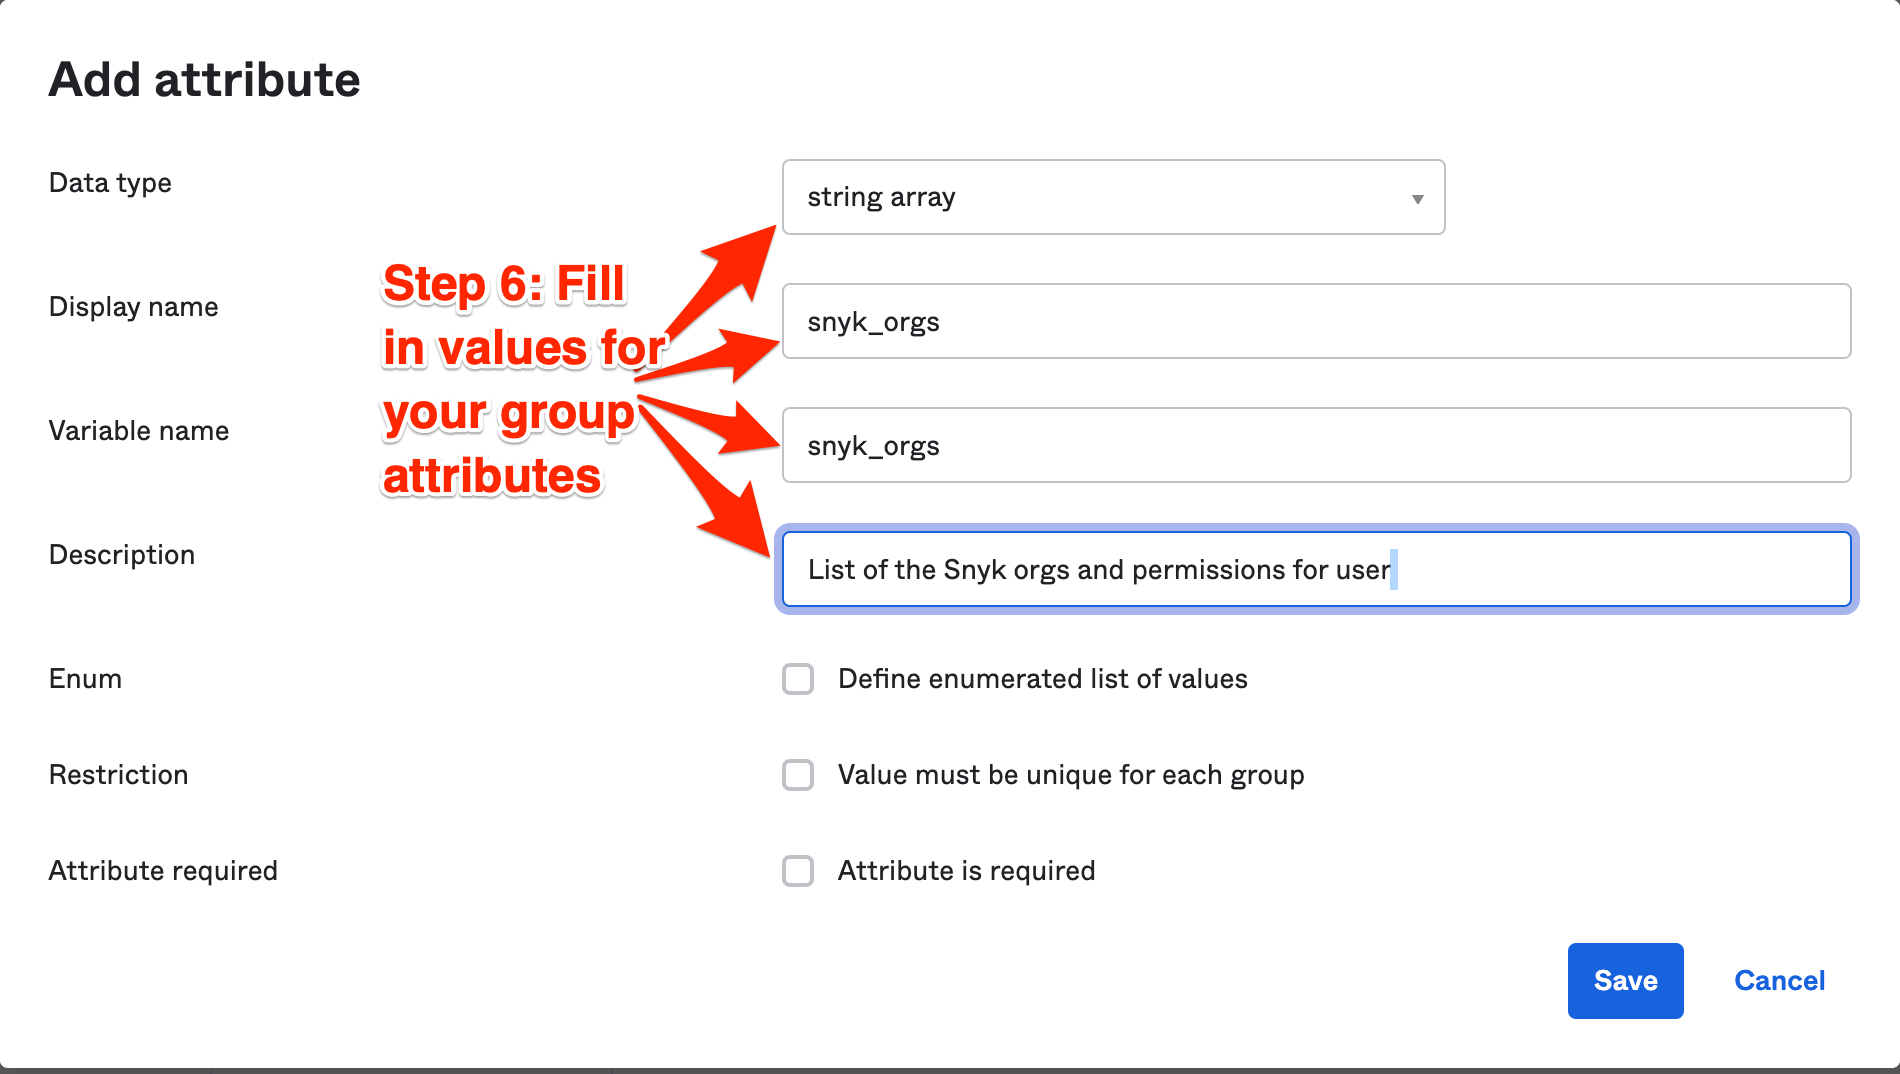 Add attribute
Data type
string array
Step 6: Fill
in values for
your group
attributes
Display name
snyk_orgs
Variable name
snyk_orgs
Description
List of the Snyk orgs and permissions for user
Enum
Define enumerated list of values
Restriction
Value must be unique for each group
Attribute required
Attribute is required
Save
Cancel